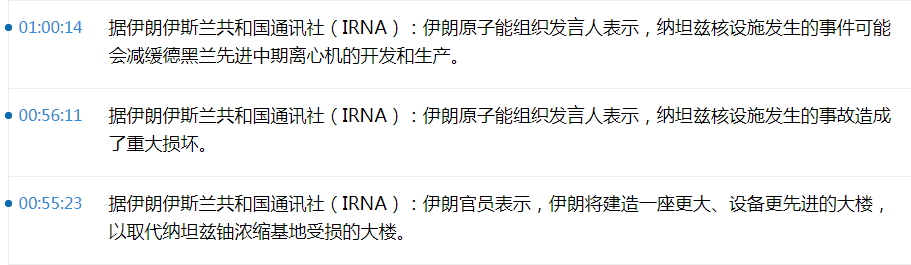 01:00:14 据伊朗伊斯兰共和国通讯社（IRNA）：伊朗原子能组织发言人表示，纳坦兹核设施发生的事件可能
会减缓德黑兰先进中期离心机的开发和生产。
00:56:11 据伊朗伊斯兰共和国通讯社（IRNA）：伊朗原子能组织发言人表示，纳坦兹核设施发生的事故造成
了重大损坏。
00:55:23 据伊朗伊斯兰共和国通讯社（IRNA）：伊朗官员表示，伊朗将建造一座更大、设备更先进的大楼，
以取代纳坦兹铀浓缩基地受损的大楼。